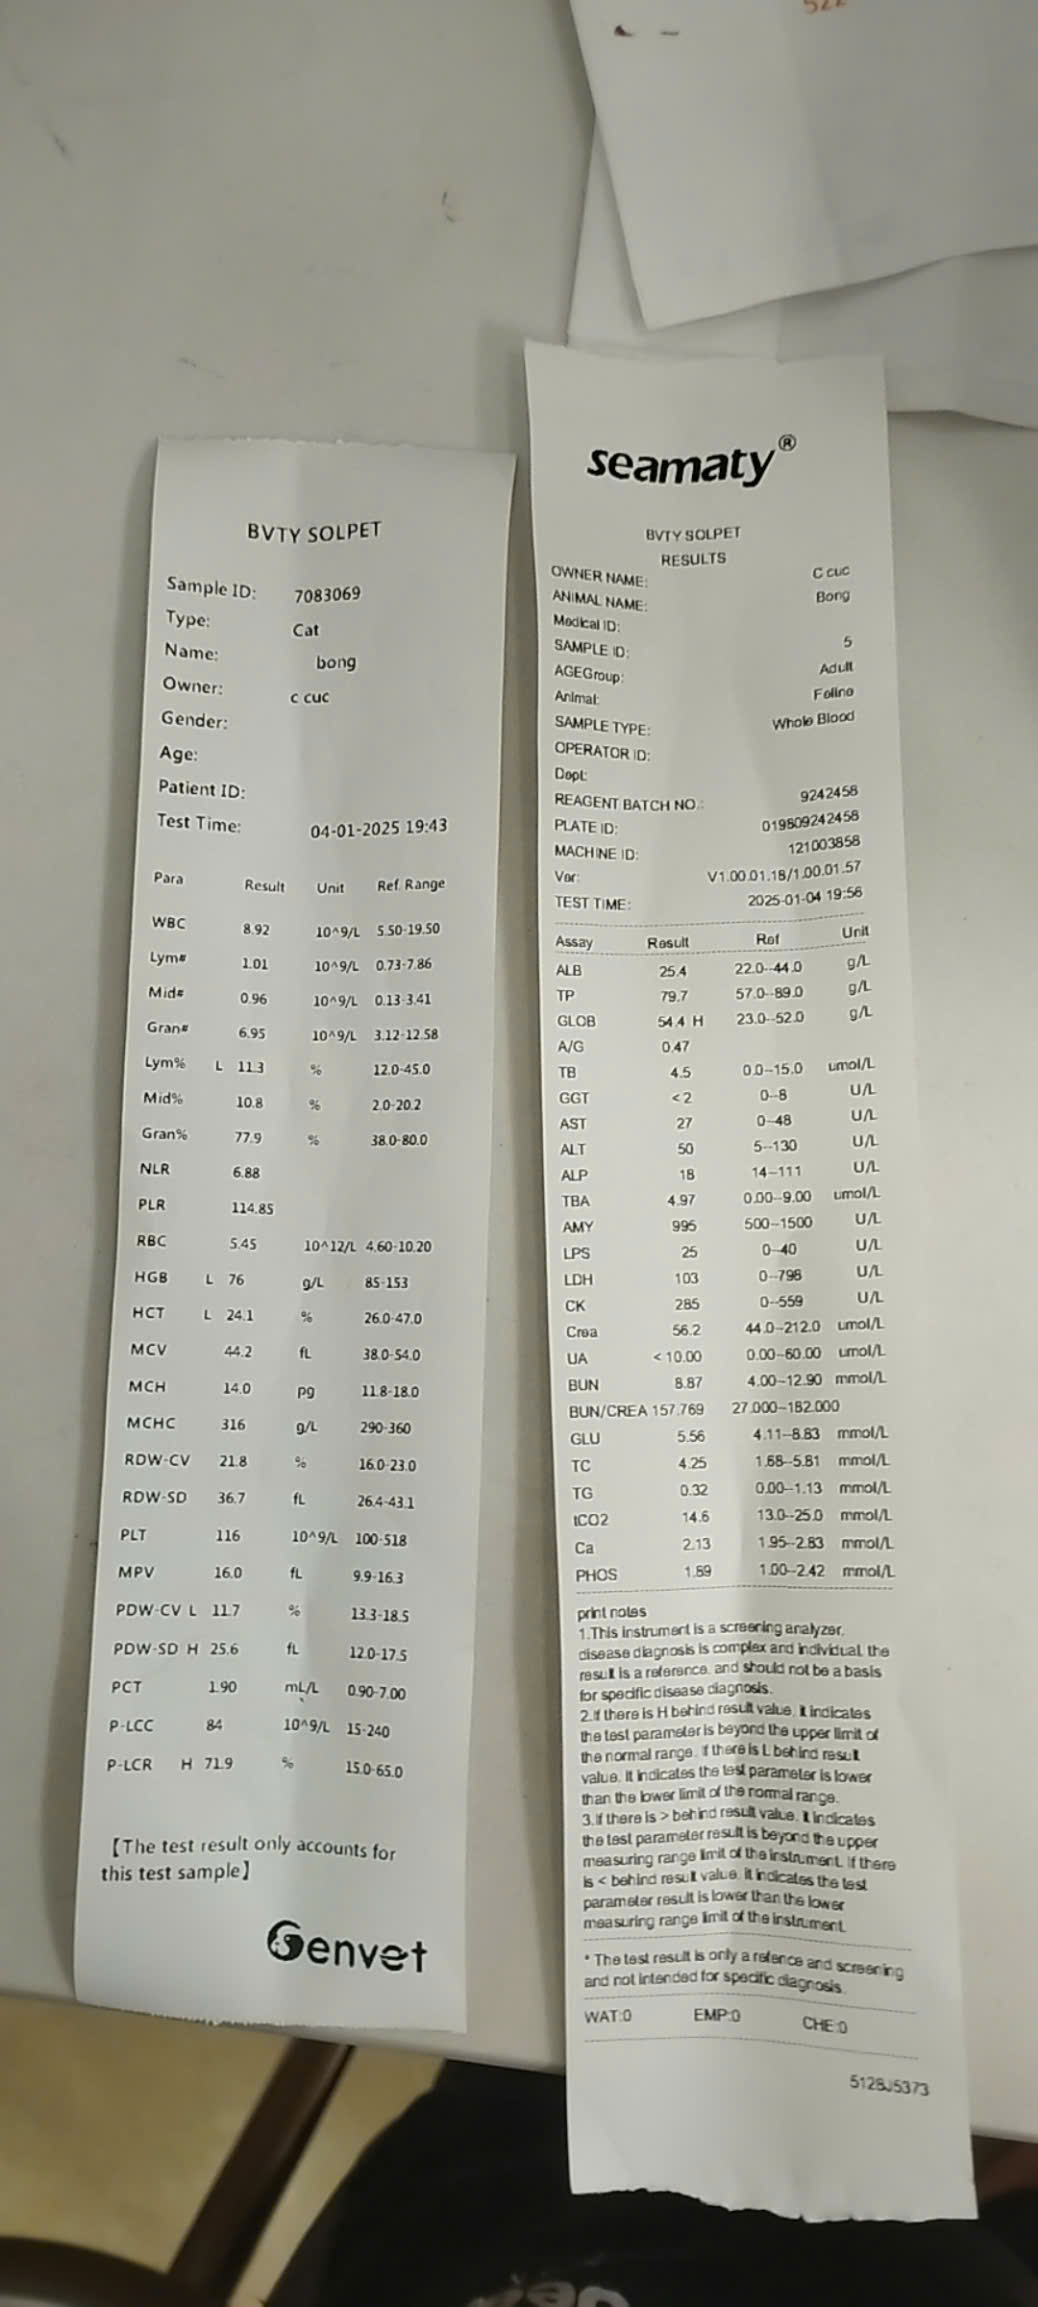 522
BVTY SOLPET
Sample ID: 7083069
Type: Cat
Name: bong
Owner: c cuc
Gender:
Age:
Patient ID:
Test Time: 04-01-2025 19:43
Para Result Unit Ref. Range
WBC 8.92 10^9/L 5.50-19.50
Lym# 1.01 10^9/L 0.73-7.86
Mid# 0.96 10^9/L 0.13-3.41
Gran# 6.95 10^9/L 3.12-12.58
Lym% L 11.3 % 12.0-45.0
Mid% 10.8 % 2.0-20.2
Gran% 77.9 % 38.0-80.0
NLR 6.88
PLR 114.85
RBC 5.45 10^12/L 4.60-10.20
HGB L 76 g/L 85-153
HCT L 24.1 % 26.0-47.0
MCV 44.2 fL 38.0-54.0
MCH 14.0 pg 11.8-18.0
MCHC 316 g/L 290-360
RDW-CV 21.8 % 16.0-23.0
RDW-SD 36.7 fL 26.4-43.1
PLT 116 10^9/L 100-518
MPV 16.0 fL 9.9-16.3
PDW-CV L 11.7 % 13.3-18.5
PDW-SD H 25.6 fL 12.0-17.5
PCT 1.90 mL/L 0.90-7.00
P-LCC 84 10^9/L 15-240
P-LCR H 71.9 % 15.0-65.0
【The test result only accounts for
this test sample】
Genvet
seamaty®
BVTY SOLPET
RESULTS
OWNER NAME: C cuc
ANIMAL NAME: Bong
Medical ID:
SAMPLE ID: 5
AGEGroup: Adult
Animal: Feline
SAMPLE TYPE: Whole Blood
OPERATOR ID:
Dept:
REAGENT BATCH NO.: 9242458
PLATE ID: 019809242458
MACHINE ID: 121003858
Ver: V1.00.01.18/1.00.01.57
TEST TIME: 2025-01-04 19:56
Assay Result Ref Unit
ALB 25.4 22.0--44.0 g/L
TP 79.7 57.0--89.0 g/L
GLOB 54.4 H 23.0--52.0 g/L
A/G 0.47
TB 4.5 0.0--15.0 umol/L
GGT <2 0--8 U/L
AST 27 0--48 U/L
ALT 50 5--130 U/L
ALP 18 14--111 U/L
TBA 4.97 0.00--9.00 umol/L
AMY 995 500--1500 U/L
LPS 25 0--40 U/L
LDH 103 0--798 U/L
CK 285 0--559 U/L
Crea 56.2 44.0--212.0 umol/L
UA <10.00 0.00--60.00 umol/L
BUN 8.87 4.00--12.90 mmol/L
BUN/CREA 157.769 27.000--182.000
GLU 5.56 4.11--8.83 mmol/L
TC 4.25 1.68--5.81 mmol/L
TG 0.32 0.00--1.13 mmol/L
tCO2 14.6 13.0--25.0 mmol/L
Ca 2.13 1.95--2.83 mmol/L
PHOS 1.69 1.00--2.42 mmol/L
print notes
1.This instrument is a screening analyzer,
disease diagnosis is complex and individual. the
result is a reference. and should not be a basis
for specific disease diagnosis.
2.if there is H behind result value, it indicates
the test parameter is beyond the upper limit of
the normal range. if there is L behind result
value. it indicates the test parameter is lower
than the lower limit of the normal range.
3.If there is > behind result value. it indicates
the test parameter result is beyond the upper
measuring range limit of the instrument. If there
is < behind result value. it indicates the test
parameter result is lower than the lower
measuring range limit of the instrument.
* The test result is only a refence and screening
and not intended for specific diagnosis.
WAT:0 EMP:0 CHE:0
5128J5373